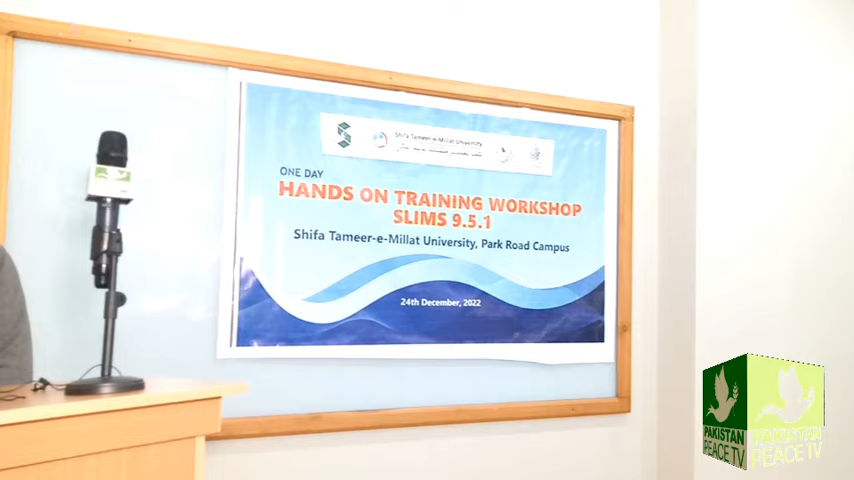 Shifa Tameer-e-Millat University
ONE DAY
HANDS ON TRAINING WORKSHOP
SLIMS 9.5.1
Shifa Tameer-e-Millat University, Park Road Campus
24th December, 2022
PAKISTAN
PEACE TV
PAKISTAN
PEACE TV